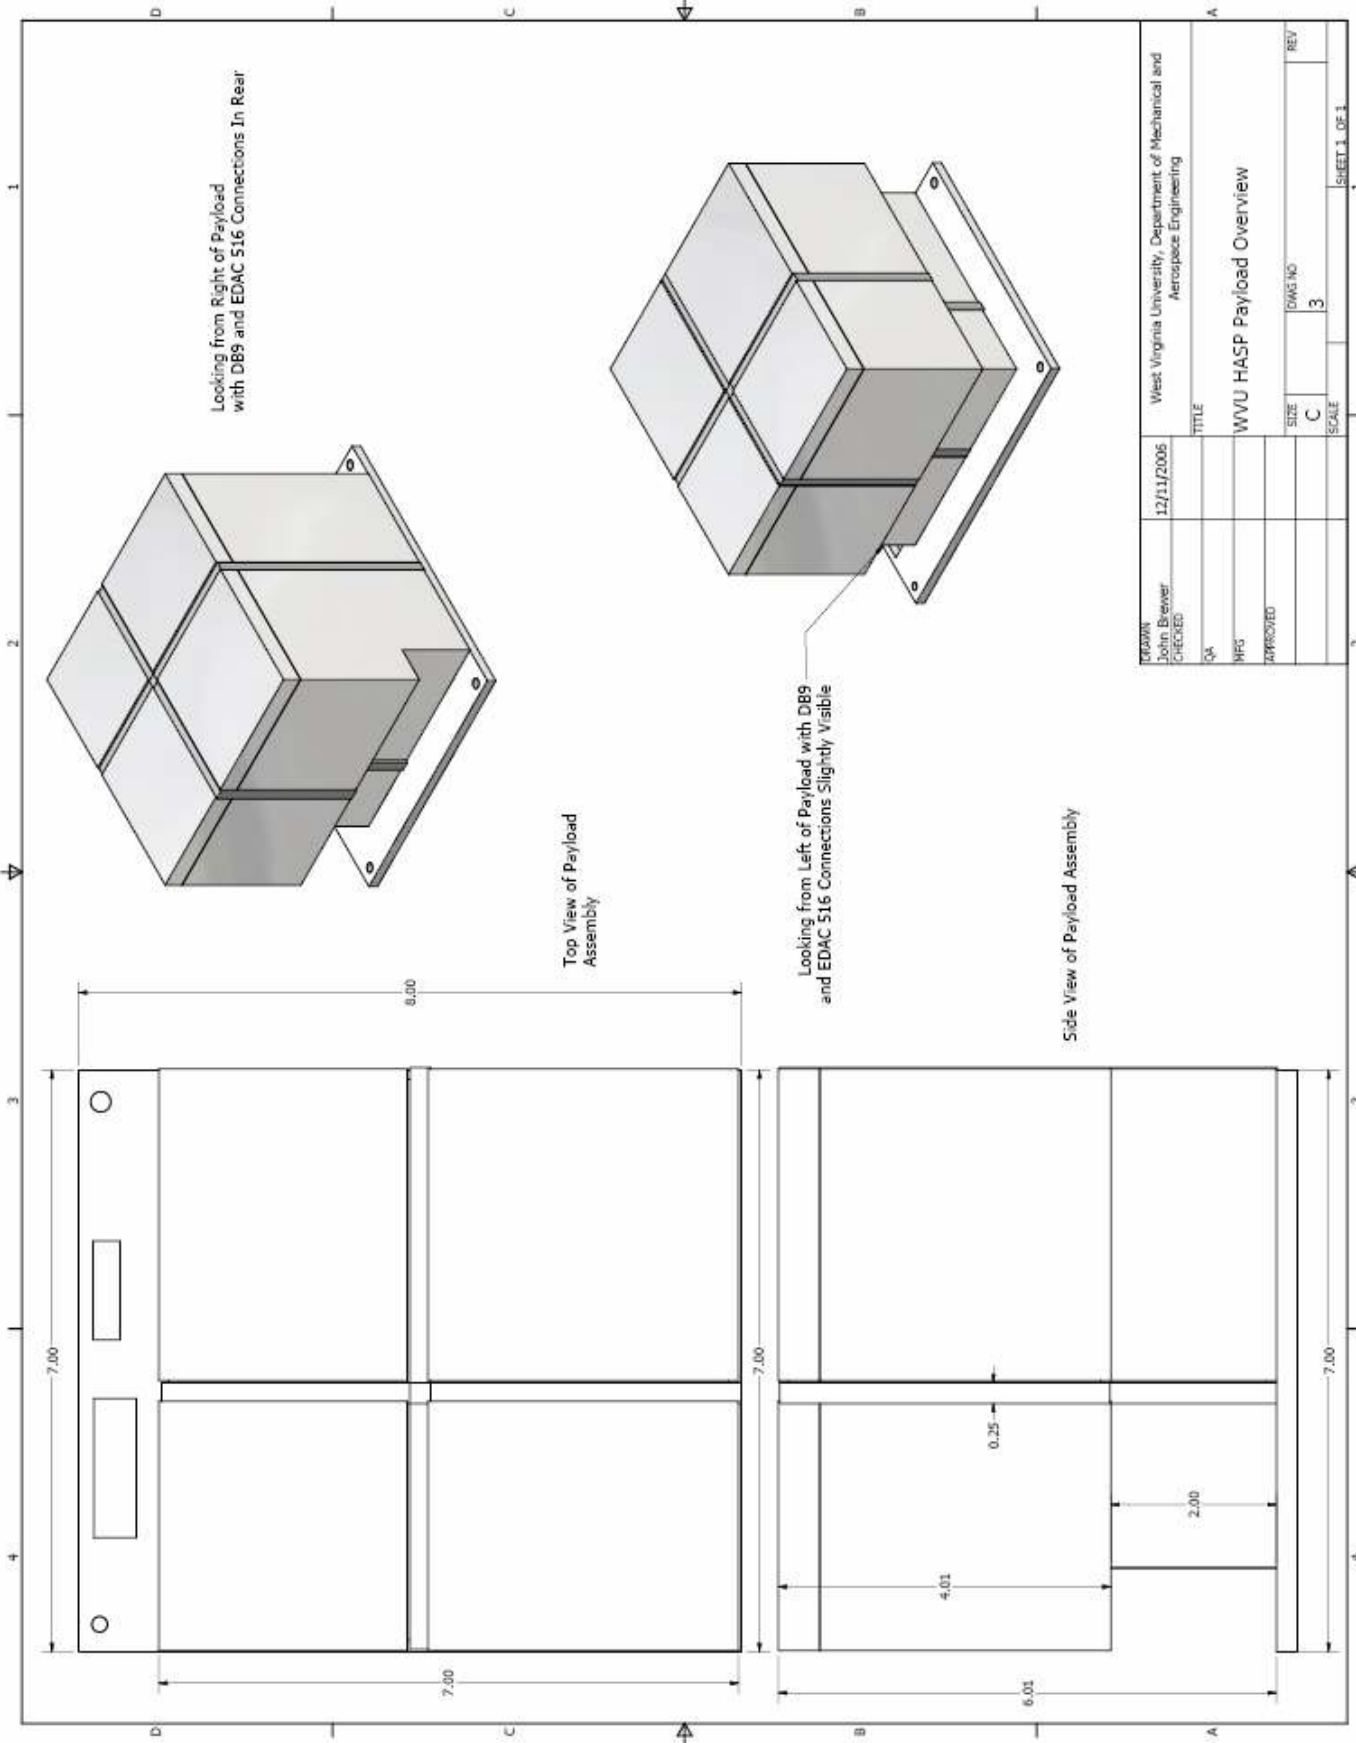 D
C
B
A
1
2
3
4
Looking from Right of Payload
with DB9 and EDAC 516 Connections In Rear
Top View of Payload
Assembly
8.00
7.00
7.00
Looking from Left of Payload with DB9
and EDAC 516 Connections Slightly Visible
Side View of Payload Assembly
7.00
0.25
4.01
2.00
6.01
7.00
DRAWN
John Brewer
12/11/2006
CHECKED
QA
MFG
APPROVED
West Virginia University, Department of Mechanical and
Aerospace Engineering
TITLE
WVU HASP Payload Overview
SIZE
C
DWG NO
3
REV
SCALE
SHEET 1 OF 1
D
C
B
A